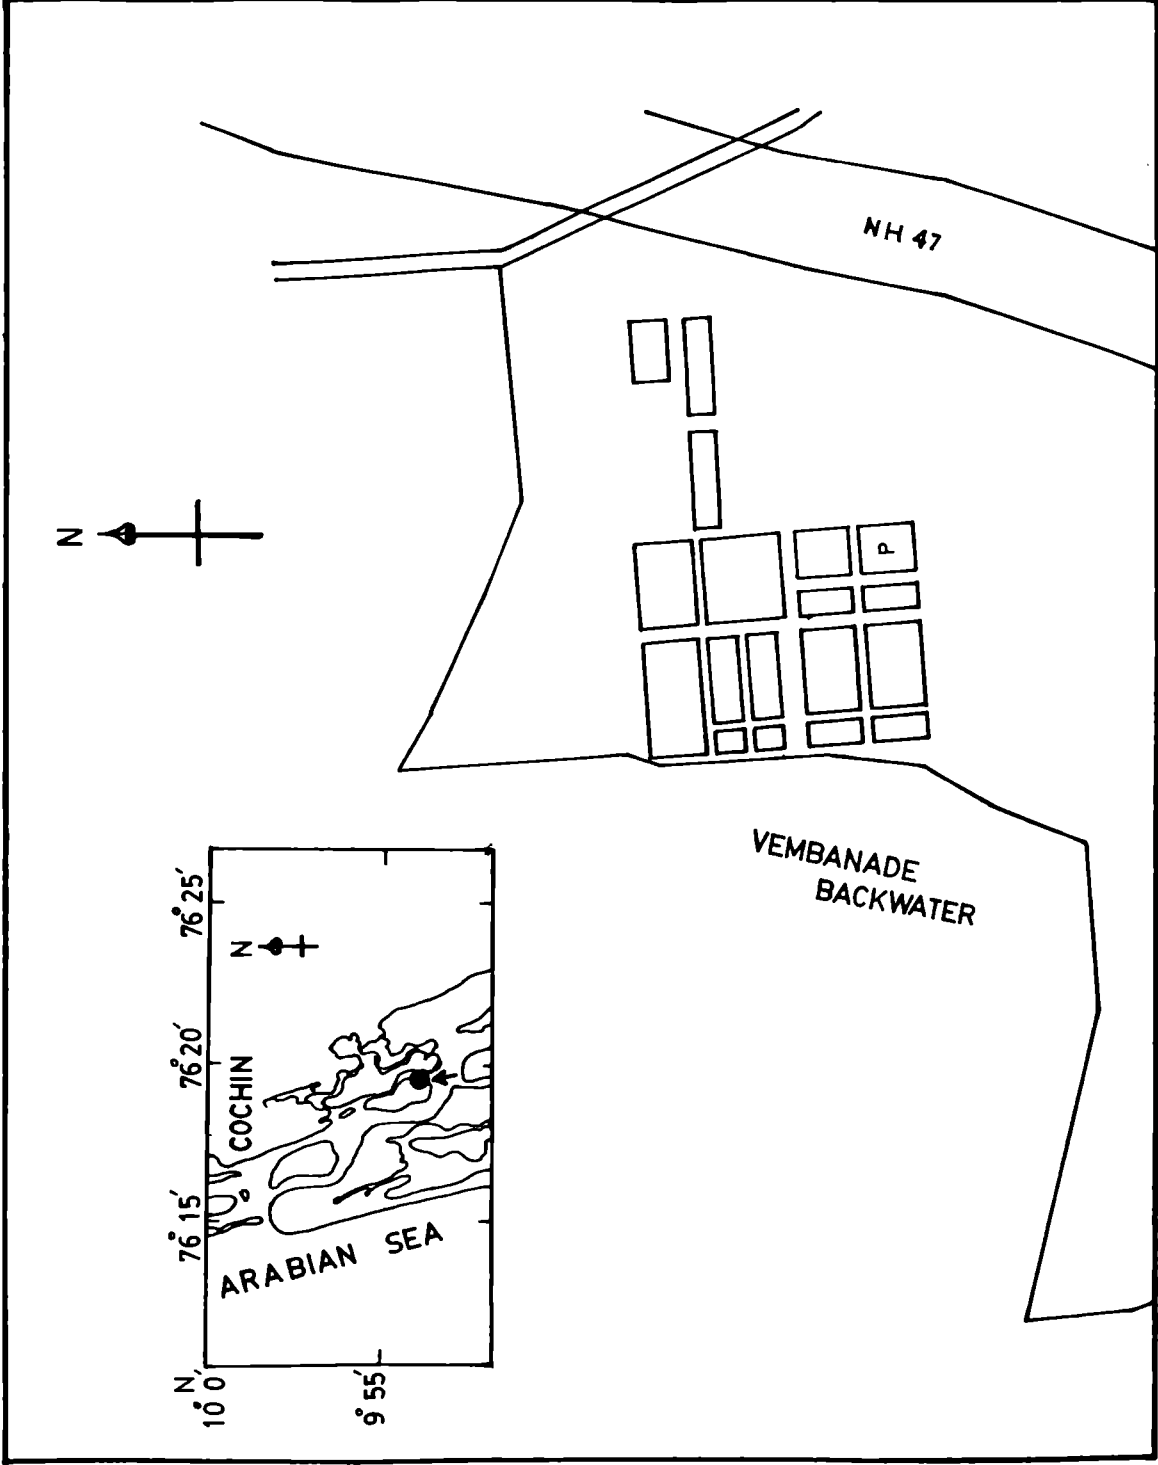 NH 47
N
P
VEMBANADE
BACKWATER
76°25′
N
76°20′
COCHIN
76°15′
ARABIAN SEA
N,
10°0
9°55′